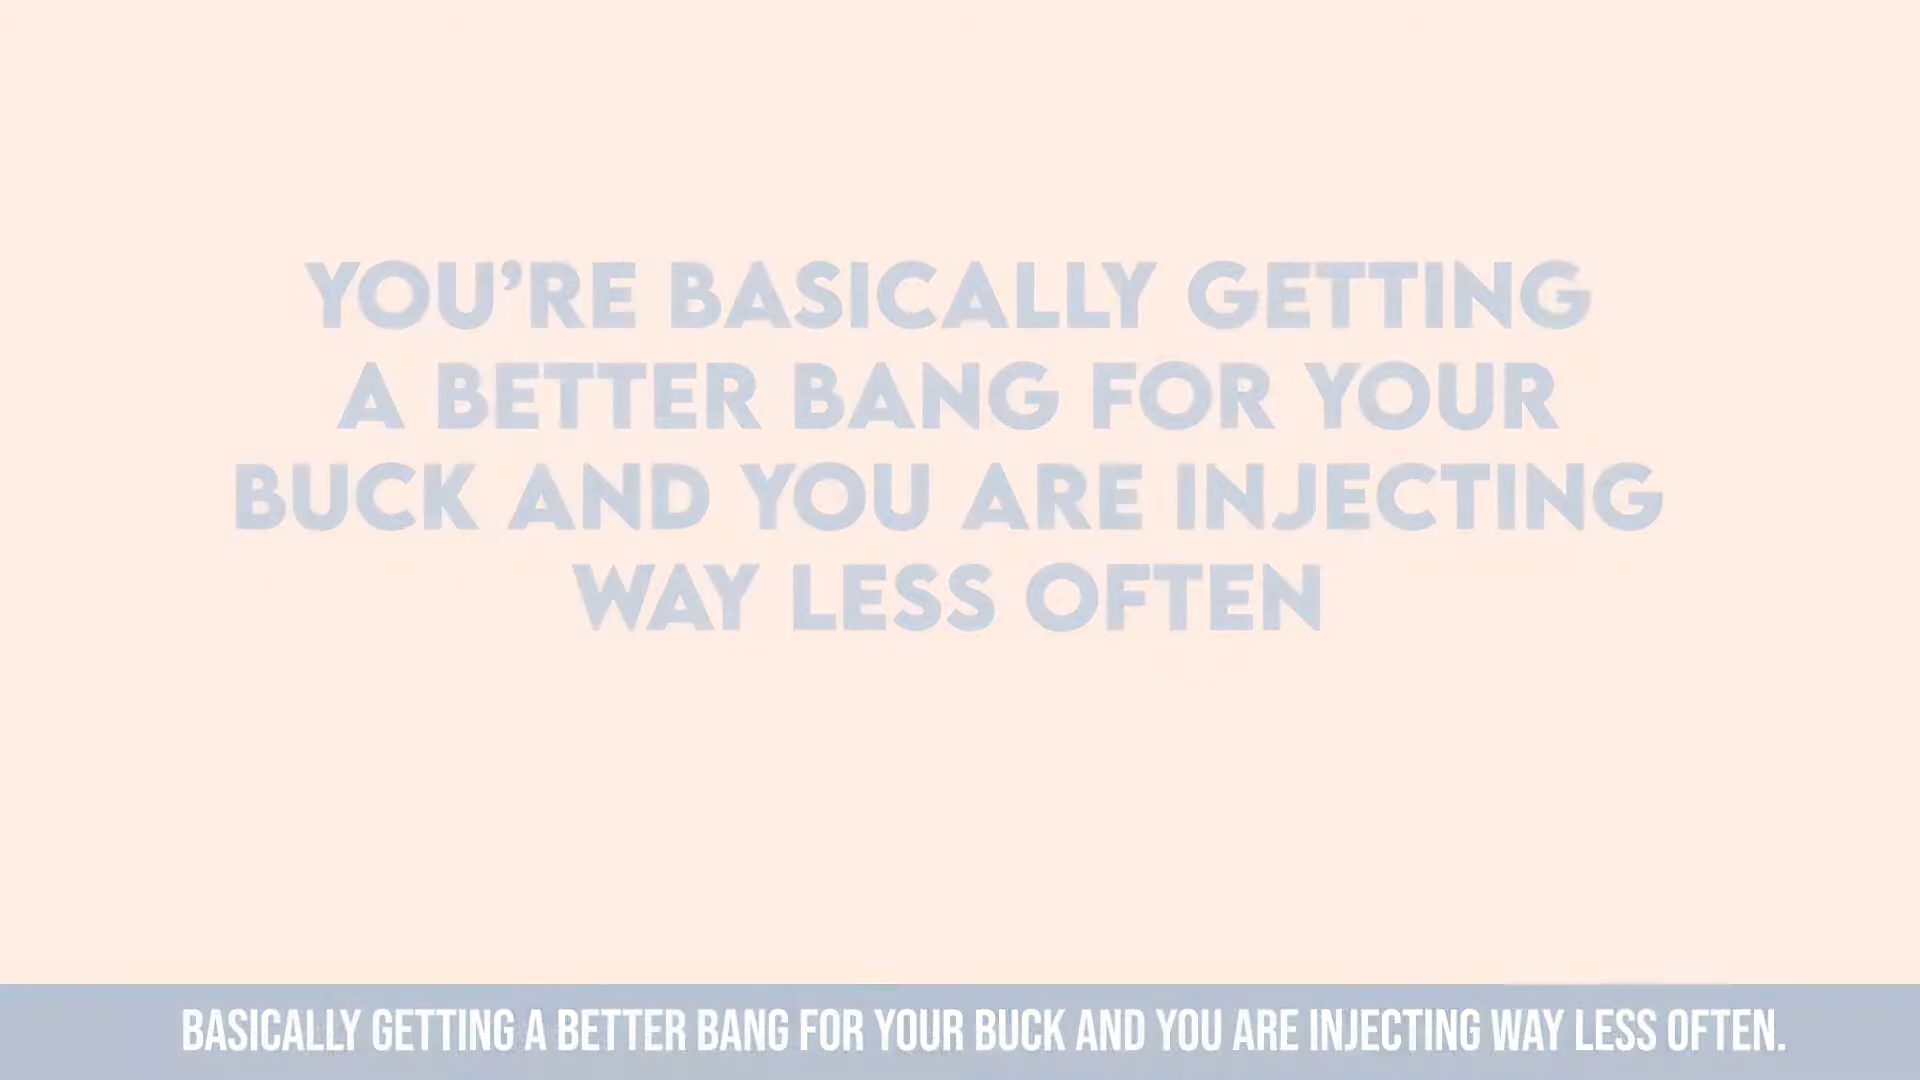 YOU'RE BASICALLY GETTING
A BETTER BANG FOR YOUR
BUCK AND YOU ARE INJECTING
WAY LESS OFTEN
BASICALLY GETTING A BETTER BANG FOR YOUR BUCK AND YOU ARE INJECTING WAY LESS OFTEN.